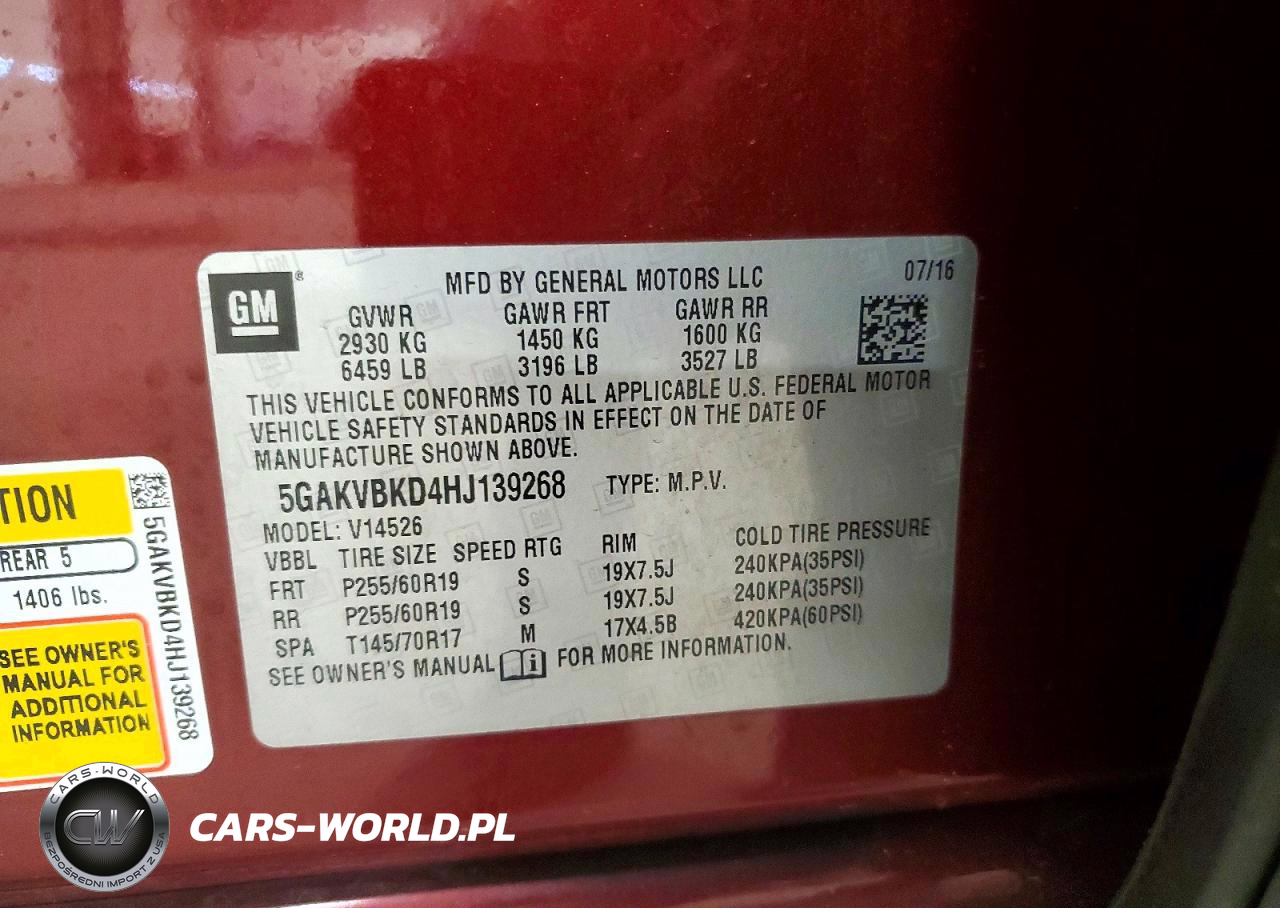 GM ®
MFD BY GENERAL MOTORS LLC
07/16
GVWR GAWR FRT GAWR RR
2930 KG 1450 KG 1600 KG
6459 LB 3196 LB 3527 LB
THIS VEHICLE CONFORMS TO ALL APPLICABLE U.S. FEDERAL MOTOR
VEHICLE SAFETY STANDARDS IN EFFECT ON THE DATE OF
MANUFACTURE SHOWN ABOVE.
5GAKVBKD4HJ139268 TYPE: M.P.V.
MODEL: V14526
VBBL TIRE SIZE SPEED RTG RIM COLD TIRE PRESSURE
FRT P255/60R19 S 19X7.5J 240KPA(35PSI)
RR P255/60R19 S 19X7.5J 240KPA(35PSI)
SPA T145/70R17 M 17X4.5B 420KPA(60PSI)
SEE OWNER'S MANUAL FOR MORE INFORMATION.
TION
REAR 5
1406 lbs.
SEE OWNER'S
MANUAL FOR
ADDITIONAL
INFORMATION
5GAKVBKD4HJ139268
CARS-WORLD
CW
BEZPOŚREDNI IMPORT Z USA
CARS-WORLD.PL